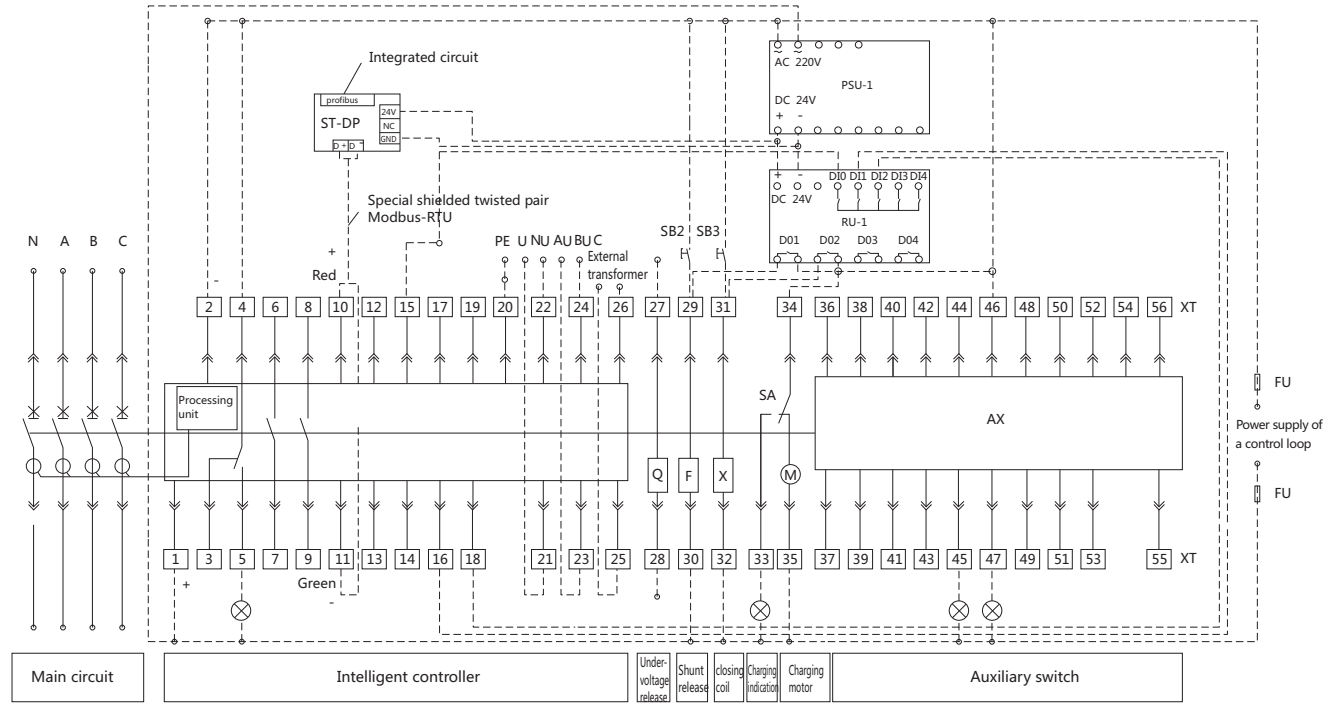 Integrated circuit
profibus
ST-DP
24V
NC
GND
D + D -
~ ~
AC 220V
PSU-1
DC 24V
+ -
+ - DI0 DI1 DI2 DI3 DI4
DC 24V
RU-1
D01 D02 D03 D04
Special shielded twisted pair
Modbus-RTU
N A B C
+
Red
-
PE U NU AU BU C
External
transformer
SB2
SB3
2 4 6 8 10 12 15 17 19 20 22 24 26 27 29 31 34 36 38 40 42 44 46 48 50 52 54 56 XT
Processing
unit
SA
AX
FU
Power supply of
a control loop
FU
Q F X M
1 3 5 7 9 11 13 14 16 18 21 23 25 28 30 32 33 35 37 39 41 43 45 47 49 51 53 55 XT
+
Green
-
Main circuit
Intelligent controller
Under-
voltage
release
Shunt
release
closing
coil
Charging
indication
Charging
motor
Auxiliary switch